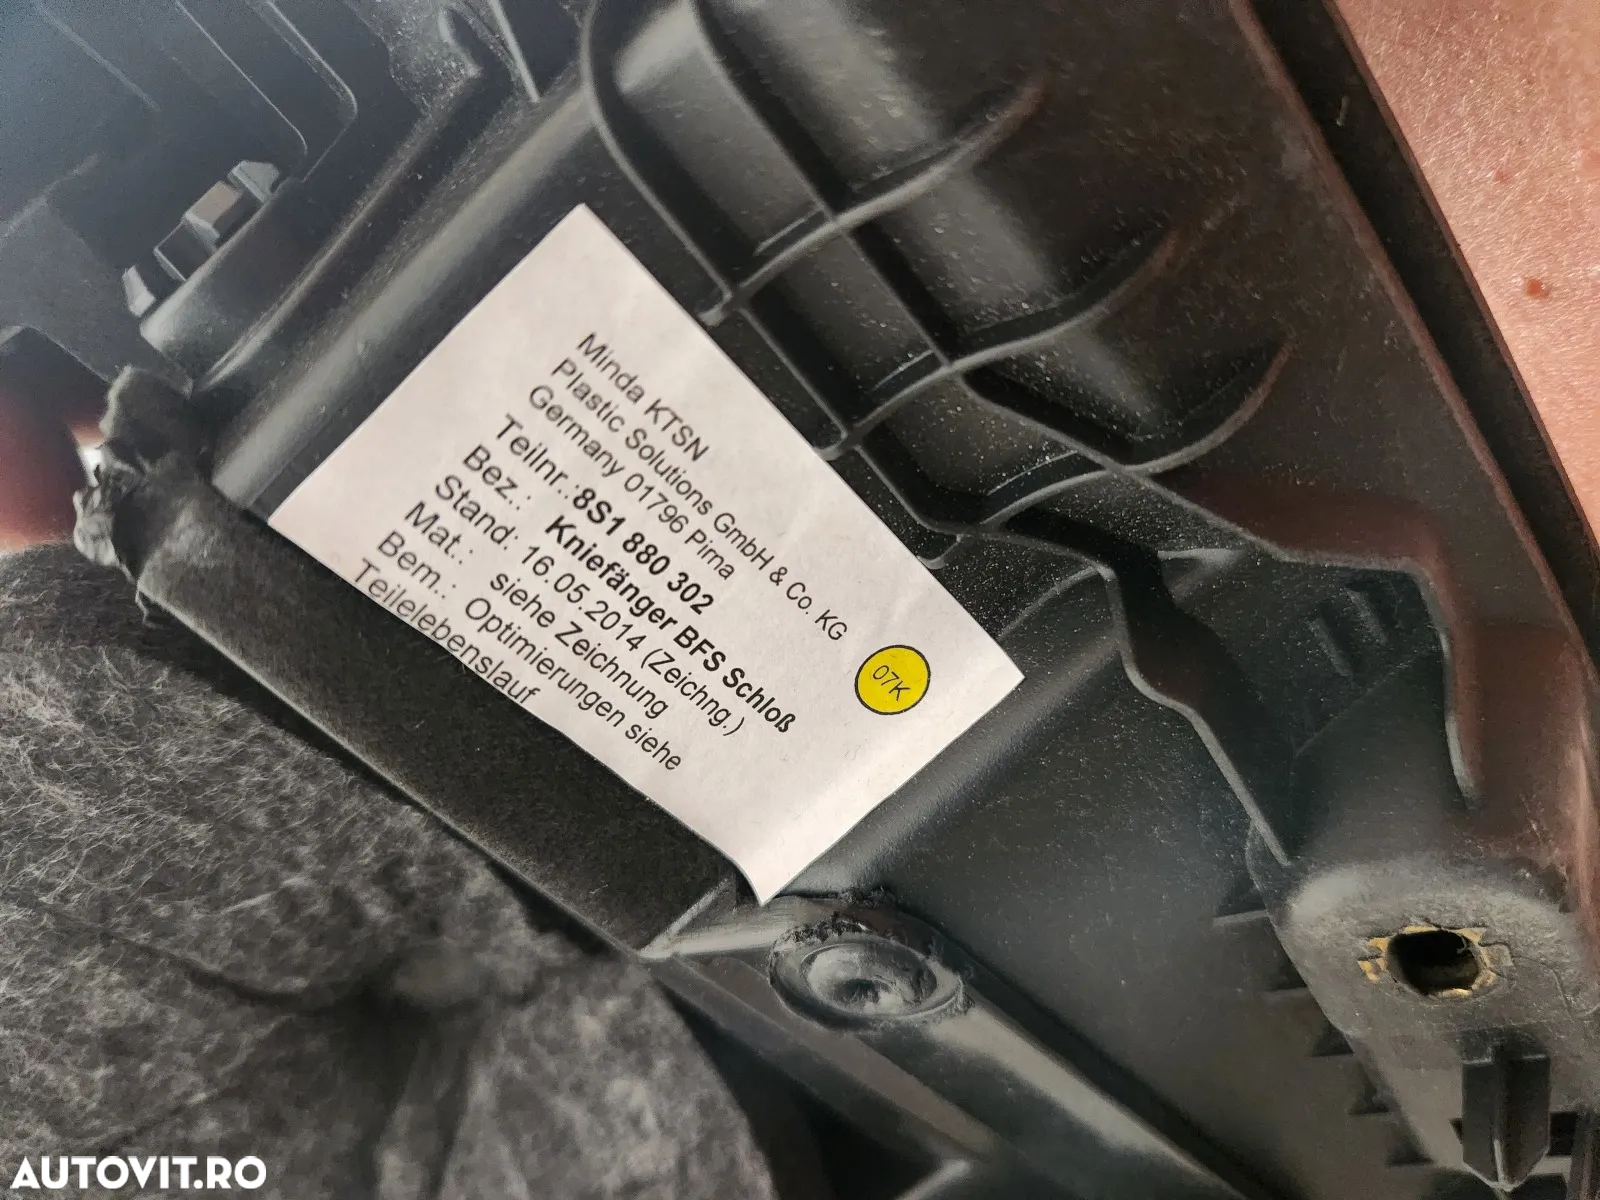 Minda KTSN
Plastic Solutions GmbH & Co. KG
Germany 01796 Pirna
Teilnr.:8S1 880 302
Bez.: Kniefänger BFS Schloß
Stand: 16.05.2014 (Zeichng.)
Mat.: siehe Zeichnung
Bem.: Optimierungen siehe
Teilelebenslauf
07K
AUTOVIT.RO